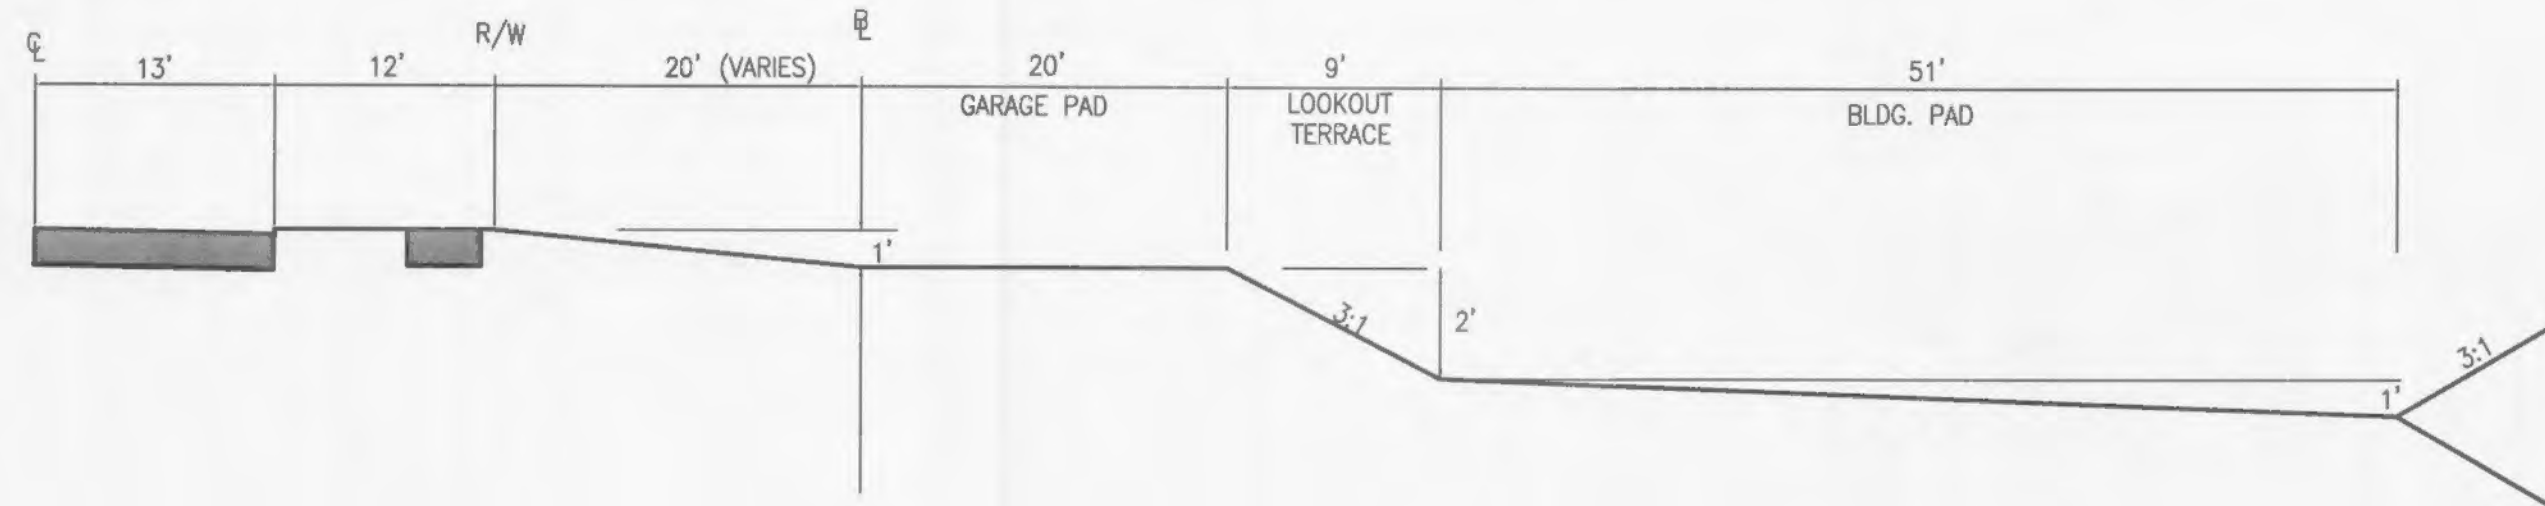 ℄
R/W
⅊
13'
12'
20' (VARIES)
20'
9'
51'
GARAGE PAD
LOOKOUT
TERRACE
BLDG. PAD
1'
3:1
2'
3:1
1'